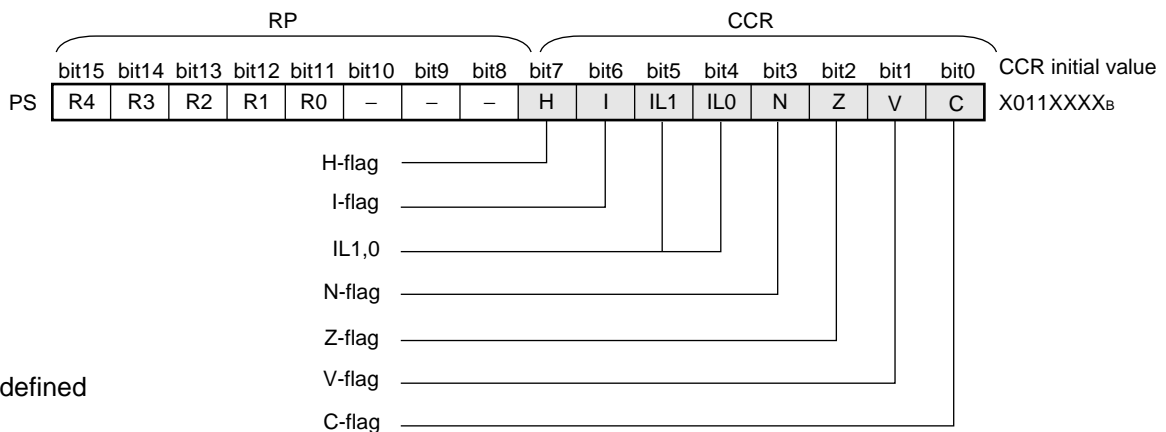 RP CCR
bit15 bit14 bit13 bit12 bit11 bit10 bit9 bit8 bit7 bit6 bit5 bit4 bit3 bit2 bit1 bit0 CCR initial value
PS R4 R3 R2 R1 R0 – – – H I IL1 IL0 N Z V C X011XXXXB
H-flag
I-flag
IL1,0
N-flag
Z-flag
defined V-flag
C-flag